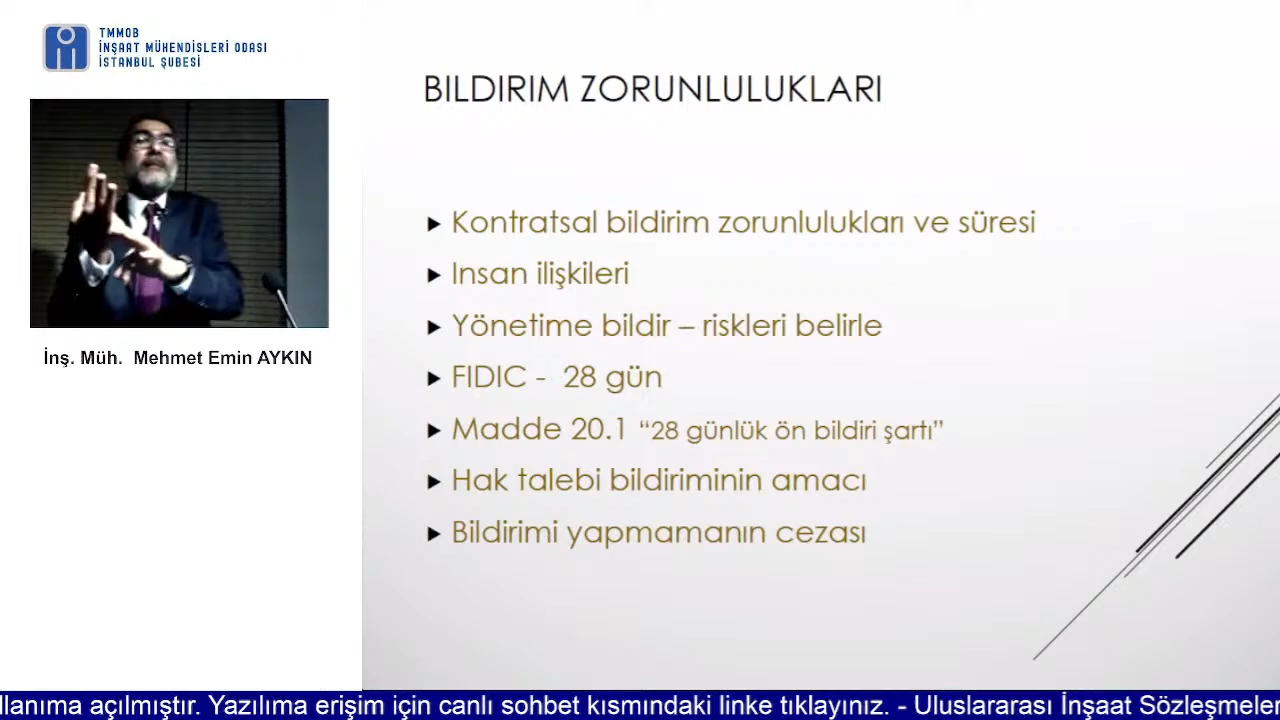 TMMOB
İNŞAAT MÜHENDİSLERİ ODASI
İSTANBUL ŞUBESİ
İnş. Müh. Mehmet Emin AYKIN
BILDIRIM ZORUNLULUKLARI
Kontratsal bildirim zorunlulukları ve süresi
Insan ilişkileri
Yönetime bildir – riskleri belirle
FIDIC - 28 gün
Madde 20.1 “28 günlük ön bildiri şartı”
Hak talebi bildiriminin amacı
Bildirimi yapmamanın cezası
llanıma açılmıştır. Yazılıma erişim için canlı sohbet kısmındaki linke tıklayınız. - Uluslararası İnşaat Sözleşmeler